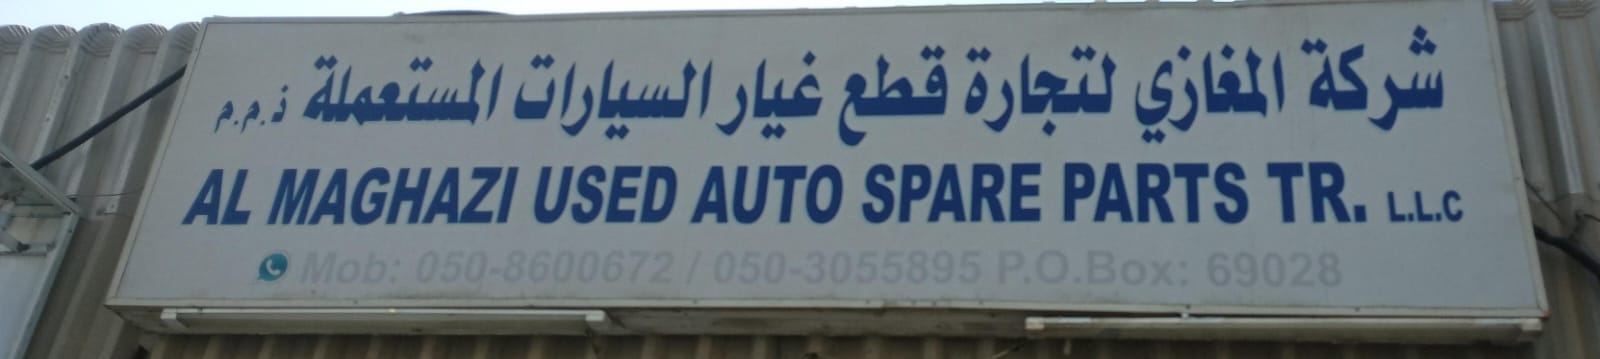 شركة المغازي لتجارة قطع غيار السيارات المستعملة ذ.م.م
AL MAGHAZI USED AUTO SPARE PARTS TR. L.L.C
Mob: 050-8600672 / 050-3055895 P.O.Box: 69028